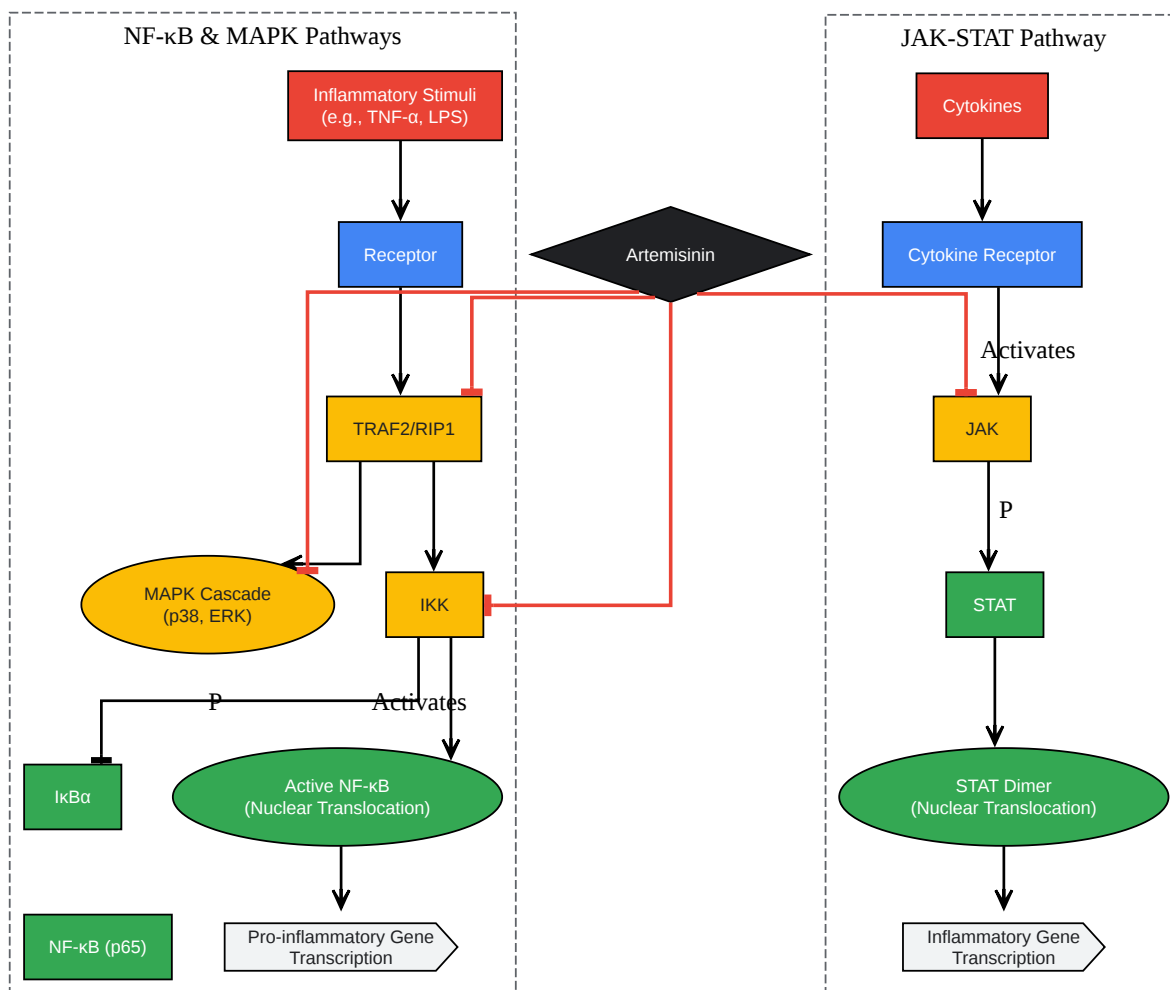 NF-κB & MAPK Pathways
JAK-STAT Pathway
Inflammatory Stimuli
(e.g., TNF-α, LPS)
Cytokines
Receptor
Artemisinin
Cytokine Receptor
Activates
TRAF2/RIP1
JAK
P
MAPK Cascade
(p38, ERK)
IKK
STAT
P
Activates
IκBα
Active NF-κB
(Nuclear Translocation)
STAT Dimer
(Nuclear Translocation)
NF-κB (p65)
Pro-inflammatory Gene
Transcription
Inflammatory Gene
Transcription